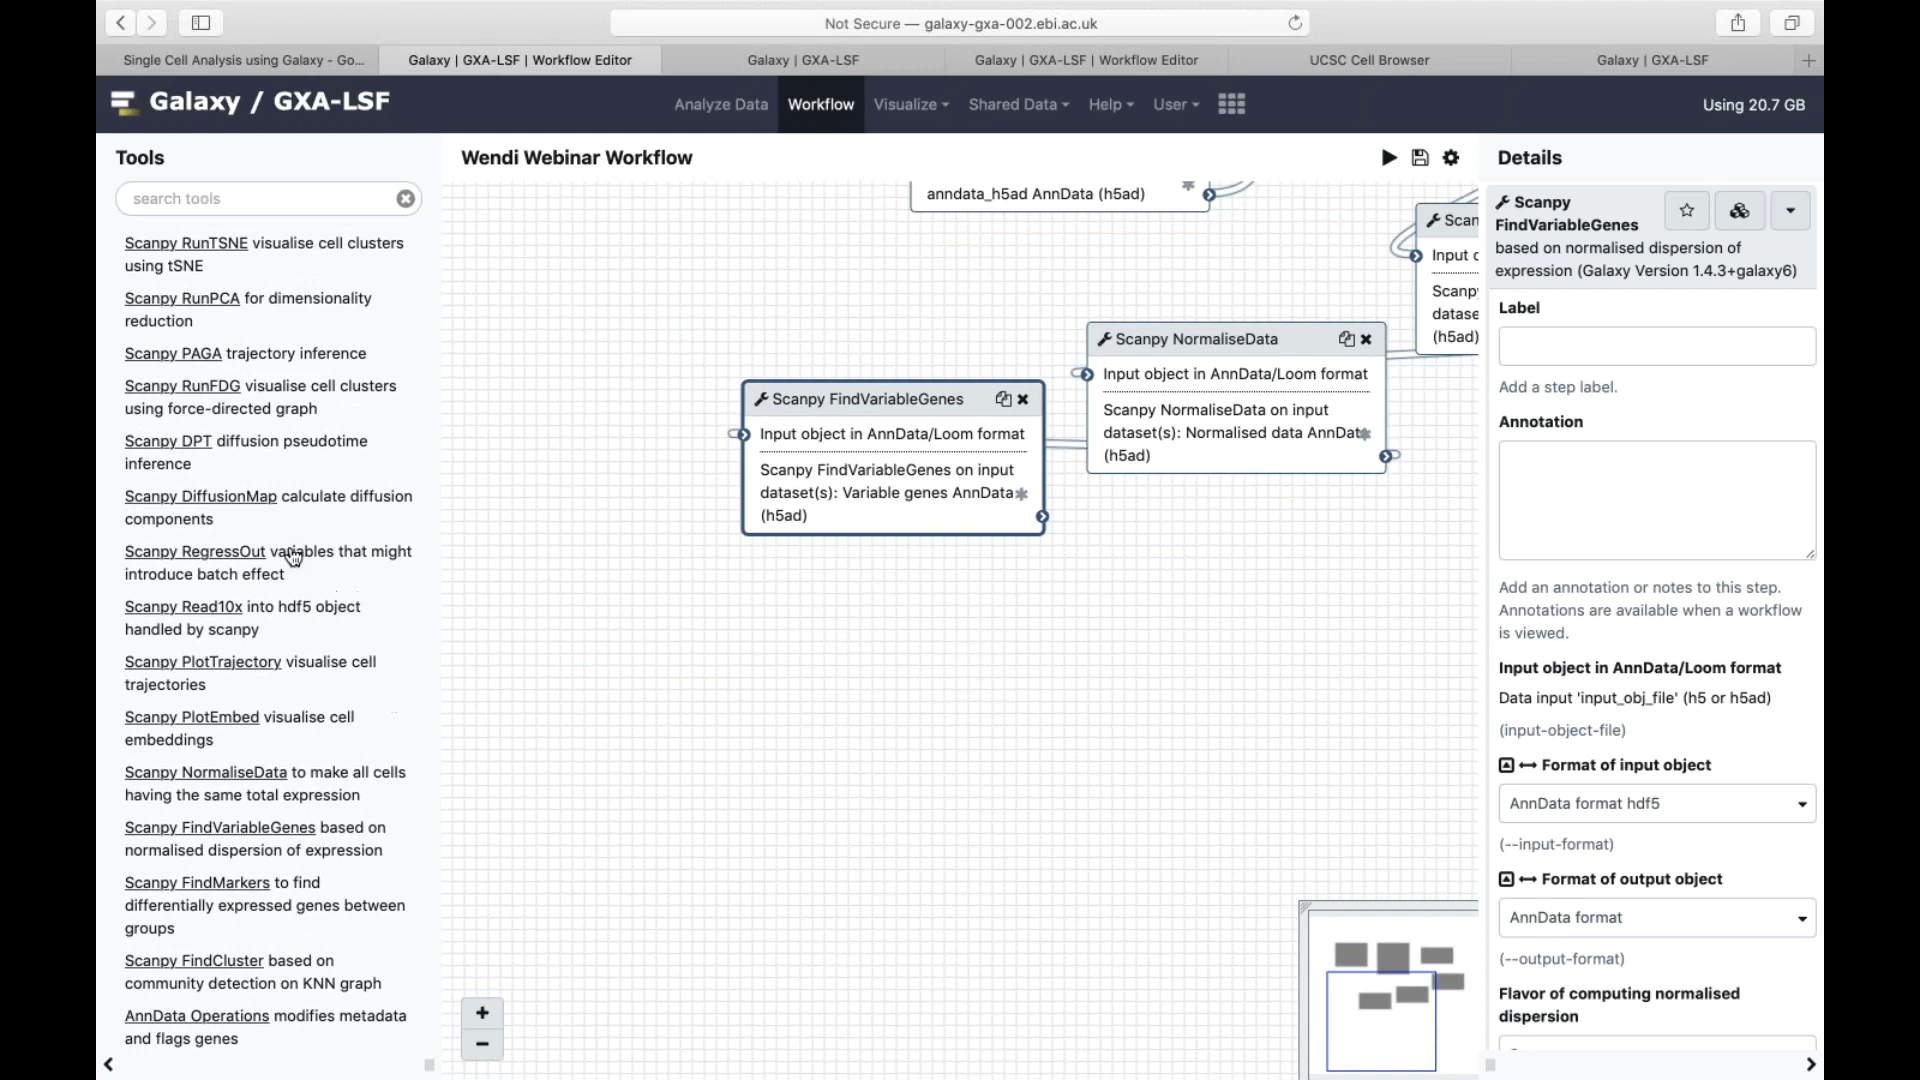 Not Secure — galaxy-gxa-002.ebi.ac.uk
Single Cell Analysis using Galaxy - Go...
Galaxy | GXA-LSF | Workflow Editor
Galaxy | GXA-LSF
Galaxy | GXA-LSF | Workflow Editor
UCSC Cell Browser
Galaxy | GXA-LSF
Galaxy / GXA-LSF
Analyze Data
Workflow
Visualize
Shared Data
Help
User
Using 20.7 GB
Tools
search tools
Scanpy RunTSNE visualise cell clusters
using tSNE
Scanpy RunPCA for dimensionality
reduction
Scanpy PAGA trajectory inference
Scanpy RunFDG visualise cell clusters
using force-directed graph
Scanpy DPT diffusion pseudotime
inference
Scanpy DiffusionMap calculate diffusion
components
Scanpy RegressOut variables that might
introduce batch effect
Scanpy Read10x into hdf5 object
handled by scanpy
Scanpy PlotTrajectory visualise cell
trajectories
Scanpy PlotEmbed visualise cell
embeddings
Scanpy NormaliseData to make all cells
having the same total expression
Scanpy FindVariableGenes based on
normalised dispersion of expression
Scanpy FindMarkers to find
differentially expressed genes between
groups
Scanpy FindCluster based on
community detection on KNN graph
AnnData Operations modifies metadata
and flags genes
Wendi Webinar Workflow
anndata_h5ad AnnData (h5ad)
Scanpy FindVariableGenes
Input object in AnnData/Loom format
Scanpy FindVariableGenes on input
dataset(s): Variable genes AnnData
(h5ad)
Scanpy NormaliseData
Input object in AnnData/Loom format
Scanpy NormaliseData on input
dataset(s): Normalised data AnnData
(h5ad)
Scan
Input o
Scanpy
datase
(h5ad)
Details
Scanpy
FindVariableGenes
based on normalised dispersion of
expression (Galaxy Version 1.4.3+galaxy6)
Label
Add a step label.
Annotation
Add an annotation or notes to this step.
Annotations are available when a workflow
is viewed.
Input object in AnnData/Loom format
Data input 'input_obj_file' (h5 or h5ad)
(input-object-file)
Format of input object
AnnData format hdf5
(--input-format)
Format of output object
AnnData format
(--output-format)
Flavor of computing normalised
dispersion